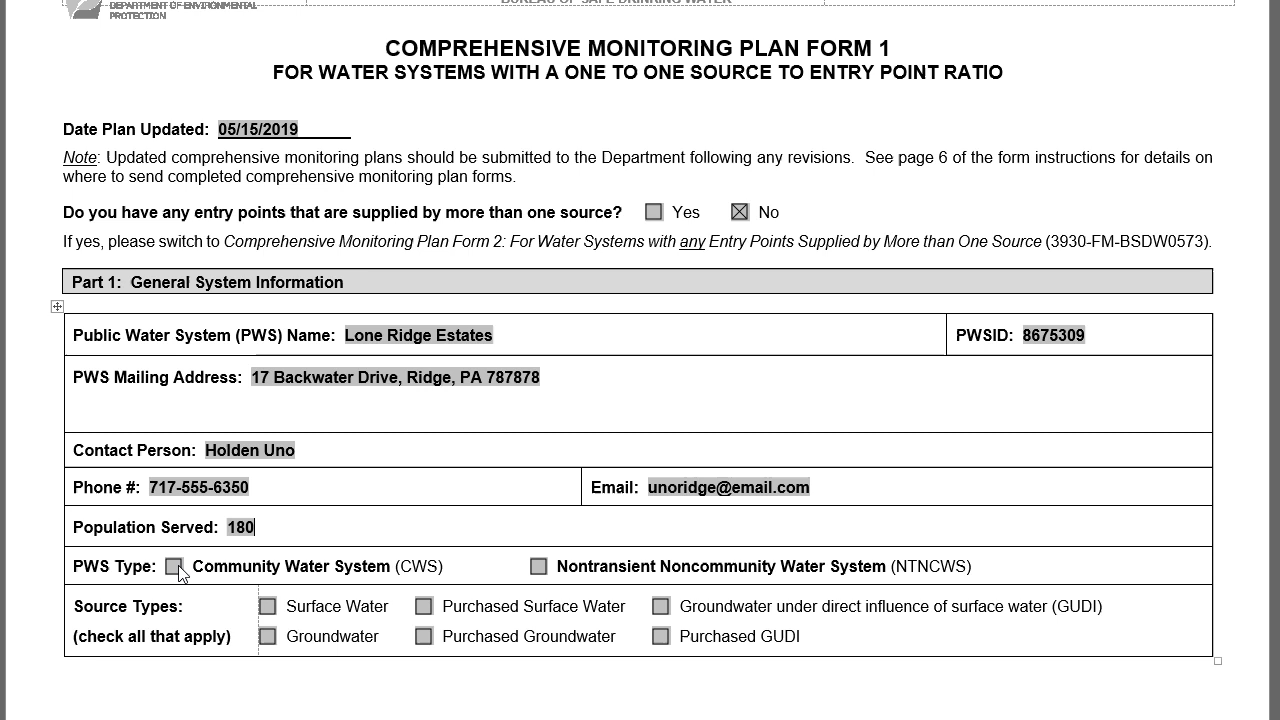 DEPARTMENT OF ENVIRONMENTAL
PROTECTION
BUREAU OF SAFE DRINKING WATER
COMPREHENSIVE MONITORING PLAN FORM 1
FOR WATER SYSTEMS WITH A ONE TO ONE SOURCE TO ENTRY POINT RATIO
Date Plan Updated: 05/15/2019
Note: Updated comprehensive monitoring plans should be submitted to the Department following any revisions. See page 6 of the form instructions for details on
where to send completed comprehensive monitoring plan forms.
Do you have any entry points that are supplied by more than one source? Yes No
If yes, please switch to Comprehensive Monitoring Plan Form 2: For Water Systems with any Entry Points Supplied by More than One Source (3930-FM-BSDW0573).
Part 1: General System Information
Public Water System (PWS) Name: Lone Ridge Estates PWSID: 8675309
PWS Mailing Address: 17 Backwater Drive, Ridge, PA 787878
Contact Person: Holden Uno
Phone #: 717-555-6350 Email: unoridge@email.com
Population Served: 180
PWS Type: Community Water System (CWS) Nontransient Noncommunity Water System (NTNCWS)
Source Types: Surface Water Purchased Surface Water Groundwater under direct influence of surface water (GUDI)
(check all that apply) Groundwater Purchased Groundwater Purchased GUDI